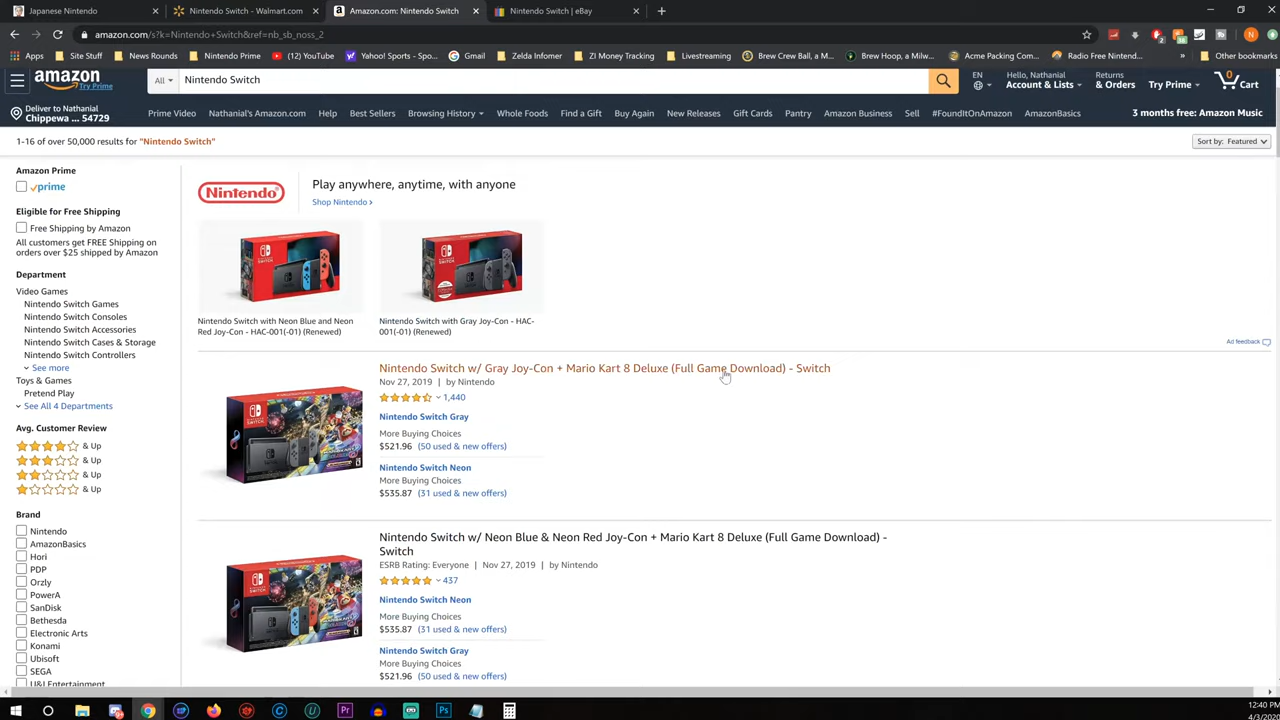 Japanese Nintendo
Nintendo Switch - Walmart.com
Amazon.com: Nintendo Switch
Nintendo Switch | eBay
amazon.com/s?k=Nintendo+Switch&ref=nb_sb_noss_2
Apps
Site Stuff
News Rounds
Nintendo Prime
(12) YouTube
Yahoo! Sports - Spo...
Gmail
Zelda Informer
ZI Money Tracking
Livestreaming
Brew Crew Ball, a M...
Brew Hoop, a Milw...
Acme Packing Com...
Radio Free Nintend...
Other bookmarks
amazon
Try Prime
All
Nintendo Switch
EN
Hello, Nathanial
Account & Lists
Returns
& Orders
Try Prime
0
Cart
Deliver to Nathanial
Chippewa ... 54729
Prime Video
Nathanial's Amazon.com
Help
Best Sellers
Browsing History
Whole Foods
Find a Gift
Buy Again
New Releases
Gift Cards
Pantry
Amazon Business
Sell
#FoundItOnAmazon
AmazonBasics
3 months free: Amazon Music
1-16 of over 50,000 results for "Nintendo Switch"
Sort by: Featured
Amazon Prime
prime
Eligible for Free Shipping
Free Shipping by Amazon
All customers get FREE Shipping on
orders over $25 shipped by Amazon
Department
Video Games
Nintendo Switch Games
Nintendo Switch Consoles
Nintendo Switch Accessories
Nintendo Switch Cases & Storage
Nintendo Switch Controllers
See more
Toys & Games
Pretend Play
See All 4 Departments
Avg. Customer Review
& Up
& Up
& Up
& Up
Brand
Nintendo
AmazonBasics
Hori
PDP
Orzly
PowerA
SanDisk
Bethesda
Electronic Arts
Konami
Ubisoft
SEGA
U&I Entertainment
Nintendo
Play anywhere, anytime, with anyone
Shop Nintendo ›
Nintendo Switch with Neon Blue and Neon
Red Joy-Con - HAC-001(-01) (Renewed)
Nintendo Switch with Gray Joy-Con - HAC-
001(-01) (Renewed)
Ad feedback
Nintendo Switch w/ Gray Joy-Con + Mario Kart 8 Deluxe (Full Game Download) - Switch
Nov 27, 2019 | by Nintendo
1,440
Nintendo Switch Gray
More Buying Choices
$521.96 (50 used & new offers)
Nintendo Switch Neon
More Buying Choices
$535.87 (31 used & new offers)
Nintendo Switch w/ Neon Blue & Neon Red Joy-Con + Mario Kart 8 Deluxe (Full Game Download) -
Switch
ESRB Rating: Everyone | Nov 27, 2019 | by Nintendo
437
Nintendo Switch Neon
More Buying Choices
$535.87 (31 used & new offers)
Nintendo Switch Gray
More Buying Choices
$521.96 (50 used & new offers)
12:40 PM